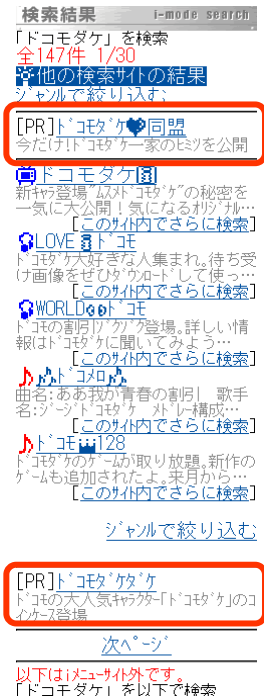 検索結果 i-mode search
「ドコモダケ」を検索
全147件 1/30
他の検索サイトの結果
ジャンルで絞り込む:
[PR]ドコモダケ同盟
今だけ!ドコモダケ一家のヒミツを公開
ドコモダケ
新キャラ登場"ムスメドコモダケ"の秘密を
一気に大公開!気になるオリジナル…
[このサイト内でさらに検索]
LOVE ドコモ
ドコモダケ大好きな人集まれ。待ち受
け画像をぜひダウンロードして使っ…
[このサイト内でさらに検索]
WORLDドコモ
ドコモの割引ワクワク登場。詳しい情
報はドコモダケに聞いてみよう…
[このサイト内でさらに検索]
ドコメロ
曲名:ああ我が青春の割引 歌手
名:ジージドコモダケ メドレー構成…
[このサイト内でさらに検索]
ドコモ128
ドコモダケのゲームが取り放題。新作の
ゲームも追加されたよ。来月から…
[このサイト内でさらに検索]
ジャンルで絞り込む
[PR]ドコモダケダケ
ドコモの大人気キャラクター「ドコモダケ」のコ
インケース登場
次ページ
以下はiメニューサイト外です。
「ドコモダケ」を以下で検索